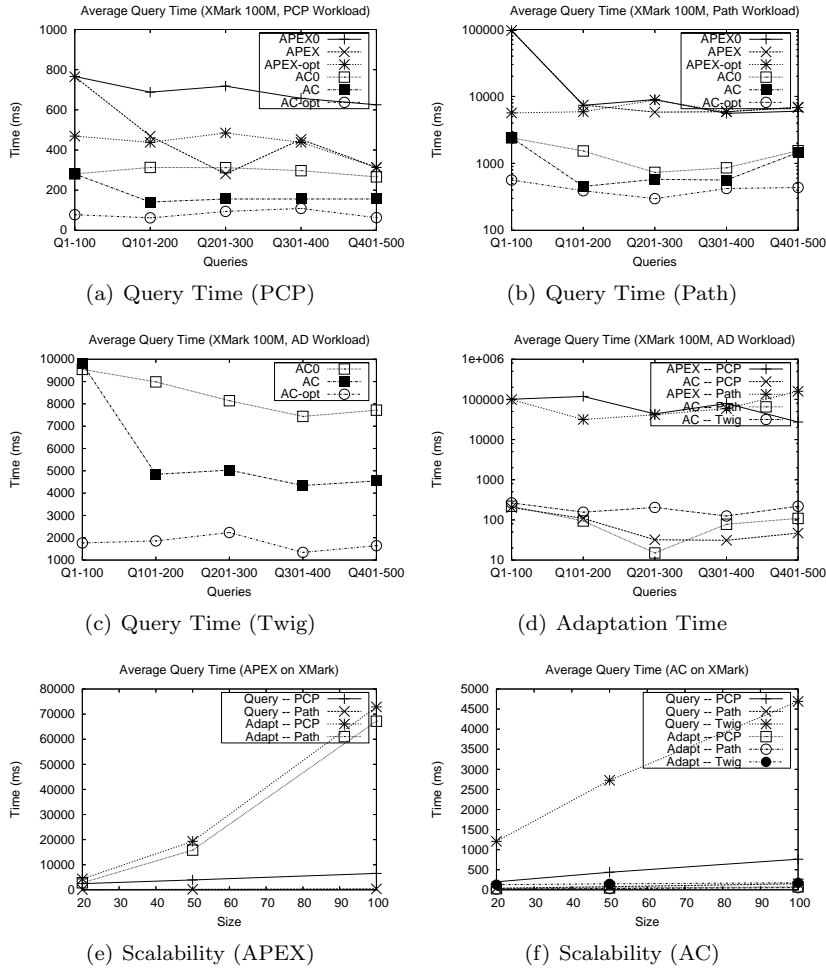 Average Query Time (XMark 100M, PCP Workload)
1000
800
600
400
200
0
Time (ms)
APEX0
APEX
APEX-opt
AC0
AC
AC-opt
Q1-100 Q101-200 Q201-300 Q301-400 Q401-500
Queries
(a) Query Time (PCP)
Average Query Time (XMark 100M, Path Workload)
100000
10000
1000
100
Time (ms)
APEX0
APEX
APEX-opt
AC0
AC
AC-opt
Q1-100 Q101-200 Q201-300 Q301-400 Q401-500
Queries
(b) Query Time (Path)
Average Query Time (XMark 100M, AD Workload)
10000
9000
8000
7000
6000
5000
4000
3000
2000
1000
Time (ms)
AC0
AC
AC-opt
Q1-100 Q101-200 Q201-300 Q301-400 Q401-500
Queries
(c) Query Time (Twig)
Average Query Time (XMark 100M, AD Workload)
1e+006
100000
10000
1000
100
10
Time (ms)
APEX -- PCP
AC -- PCP
APEX -- Path
AC -- Path
AC -- Twig
Q1-100 Q101-200 Q201-300 Q301-400 Q401-500
Queries
(d) Adaptation Time
Average Query Time (APEX on XMark)
80000
70000
60000
50000
40000
30000
20000
10000
0
Time (ms)
Query -- PCP
Query -- Path
Adapt -- PCP
Adapt -- Path
20 30 40 50 60 70 80 90 100
Size
(e) Scalability (APEX)
Average Query Time (AC on XMark)
5000
4500
4000
3500
3000
2500
2000
1500
1000
500
0
Time (ms)
Query -- PCP
Query -- Path
Query -- Twig
Adapt -- PCP
Adapt -- Path
Adapt -- Twig
20 30 40 50 60 70 80 90 100
Size
(f) Scalability (AC)